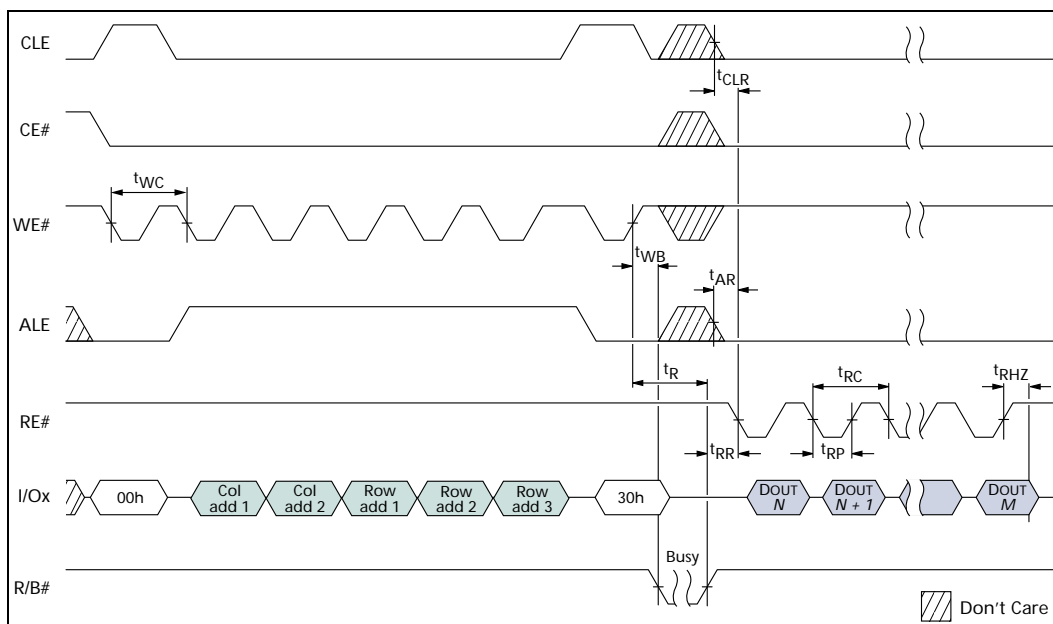 CLE
tCLR
CE#
tWC
WE#
tWB
tAR
ALE
tR
tRC
tRHZ
RE#
tRR
tRP
I/Ox
00h
Col add 1
Col add 2
Row add 1
Row add 2
Row add 3
30h
DOUT N
DOUT N + 1
DOUT M
Busy
R/B#
Don't Care